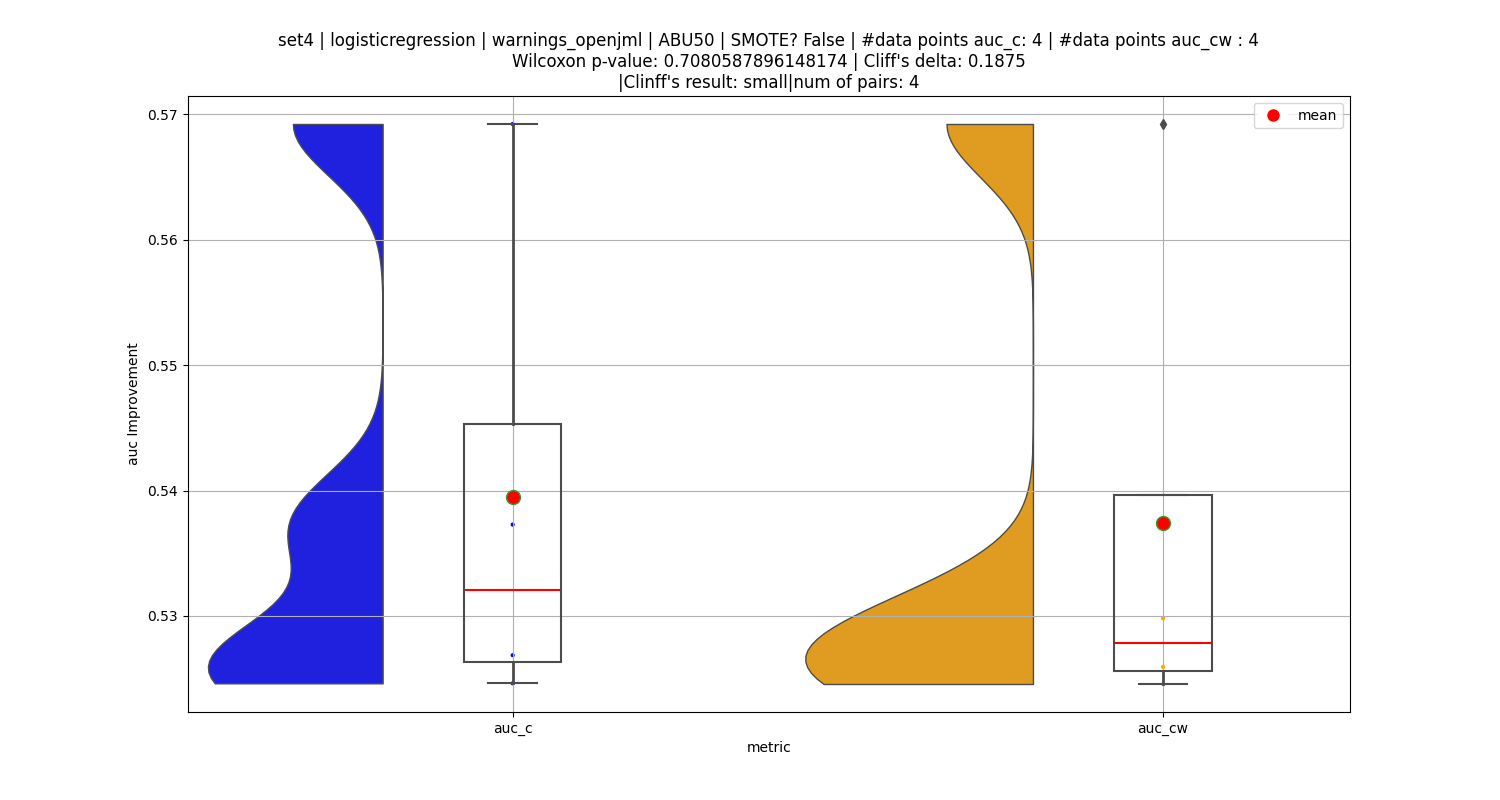 set4 | logisticregression | warnings_openjml | ABU50 | SMOTE? False | #data points auc_c: 4 | #data points auc_cw : 4
Wilcoxon p-value: 0.7080587896148174 | Cliff's delta: 0.1875
|Clinff's result: small|num of pairs: 4
mean
0.57
0.56
0.55
0.54
0.53
auc Improvement
auc_c
auc_cw
metric